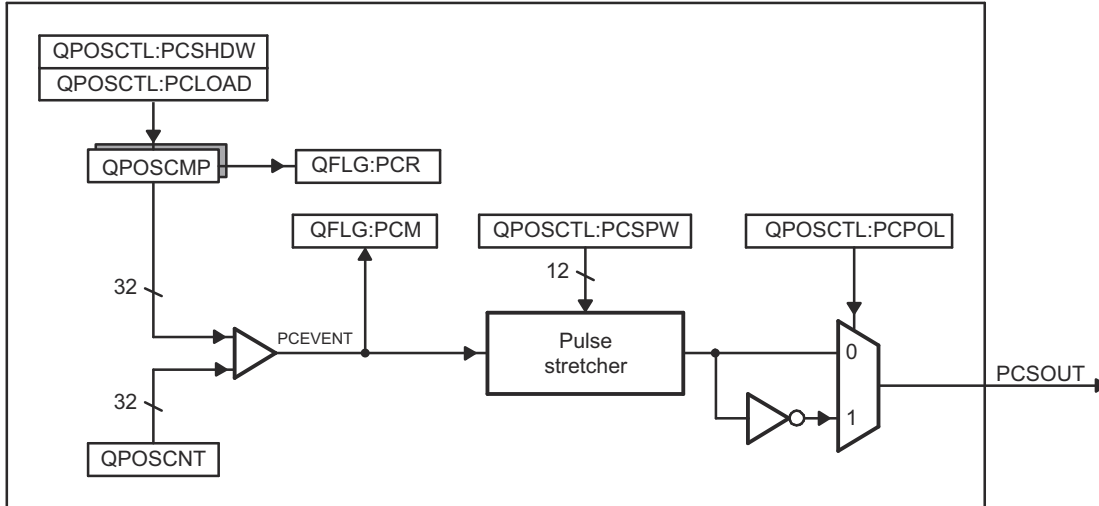 QPOSCTL:PCSHDW
QPOSCTL:PCLOAD
QPOSCMP
QFLG:PCR
QFLG:PCM
QPOSCTL:PCSPW
QPOSCTL:PCPOL
32
12
PCEVENT
Pulse
stretcher
0
PCSOUT
32
1
QPOSCNT